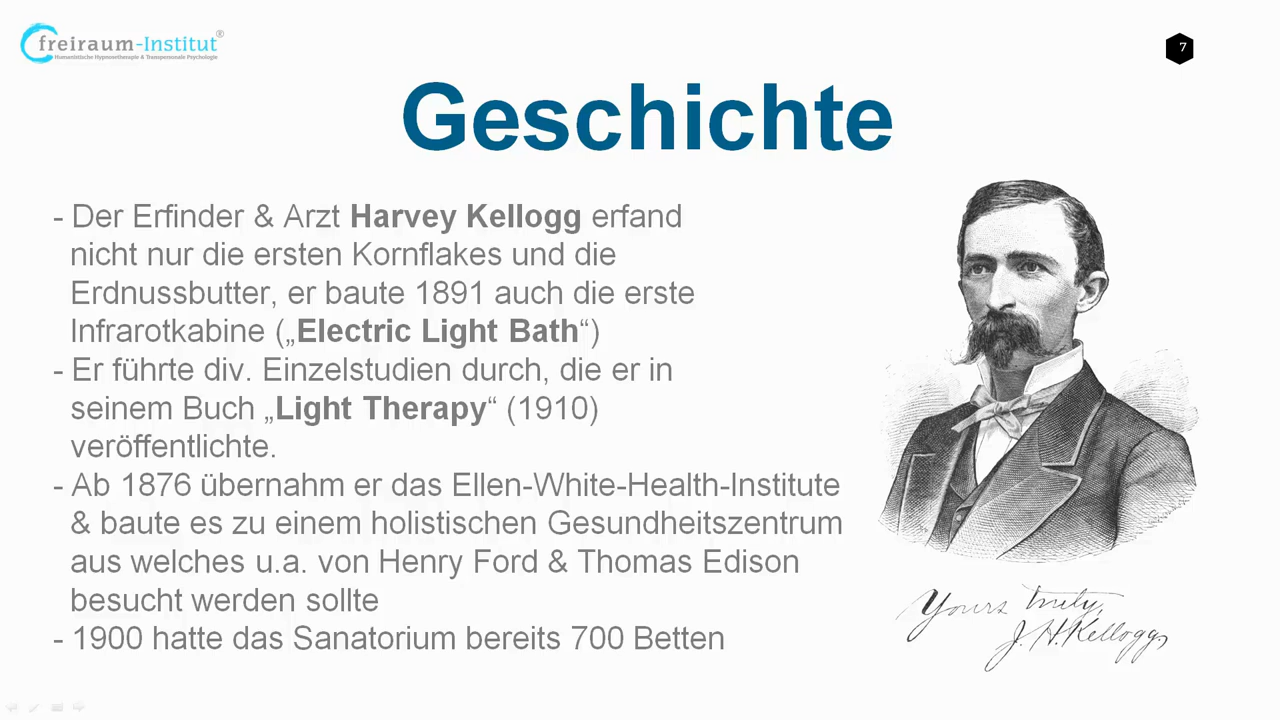 freiraum-Institut®
Humanistische Hypnosetherapie & Transpersonale Psychologie
7
Geschichte
- Der Erfinder & Arzt Harvey Kellogg erfand
nicht nur die ersten Kornflakes und die
Erdnussbutter, er baute 1891 auch die erste
Infrarotkabine („Electric Light Bath“)
- Er führte div. Einzelstudien durch, die er in
seinem Buch „Light Therapy“ (1910)
veröffentlichte.
- Ab 1876 übernahm er das Ellen-White-Health-Institute
& baute es zu einem holistischen Gesundheitszentrum
aus welches u.a. von Henry Ford & Thomas Edison
besucht werden sollte
- 1900 hatte das Sanatorium bereits 700 Betten
Yours truly,
J. H. Kellogg